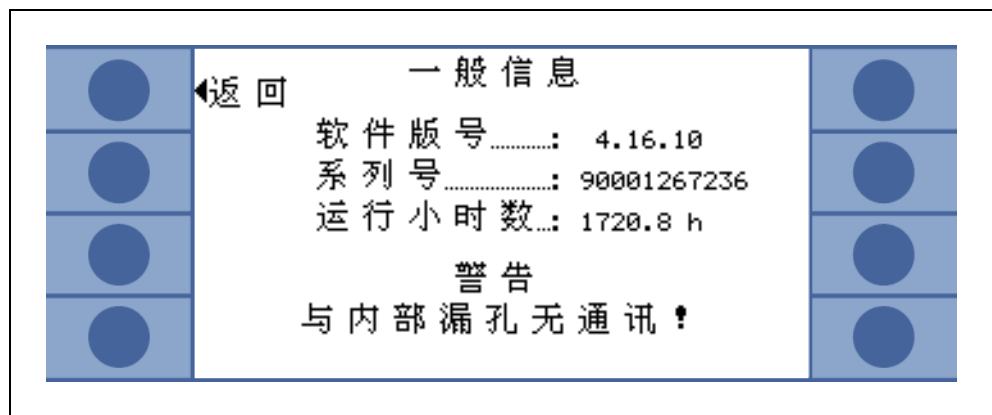 一般信息
◀返回
软件版号.........: 4.16.10
系列号................: 90001267236
运行小时数...: 1720.8 h
警告
与内部漏孔无通讯!